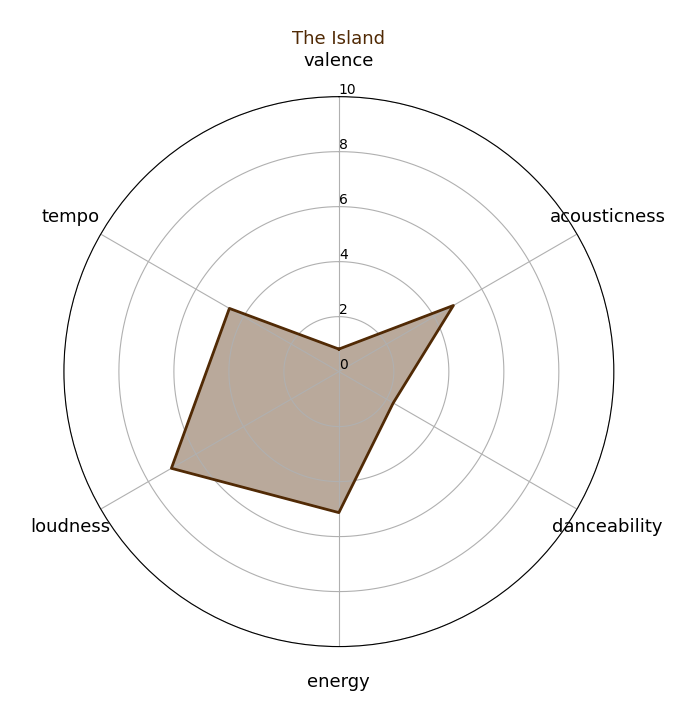 The Island
valence
10
8
6
4
2
0
tempo
acousticness
loudness
danceability
energy